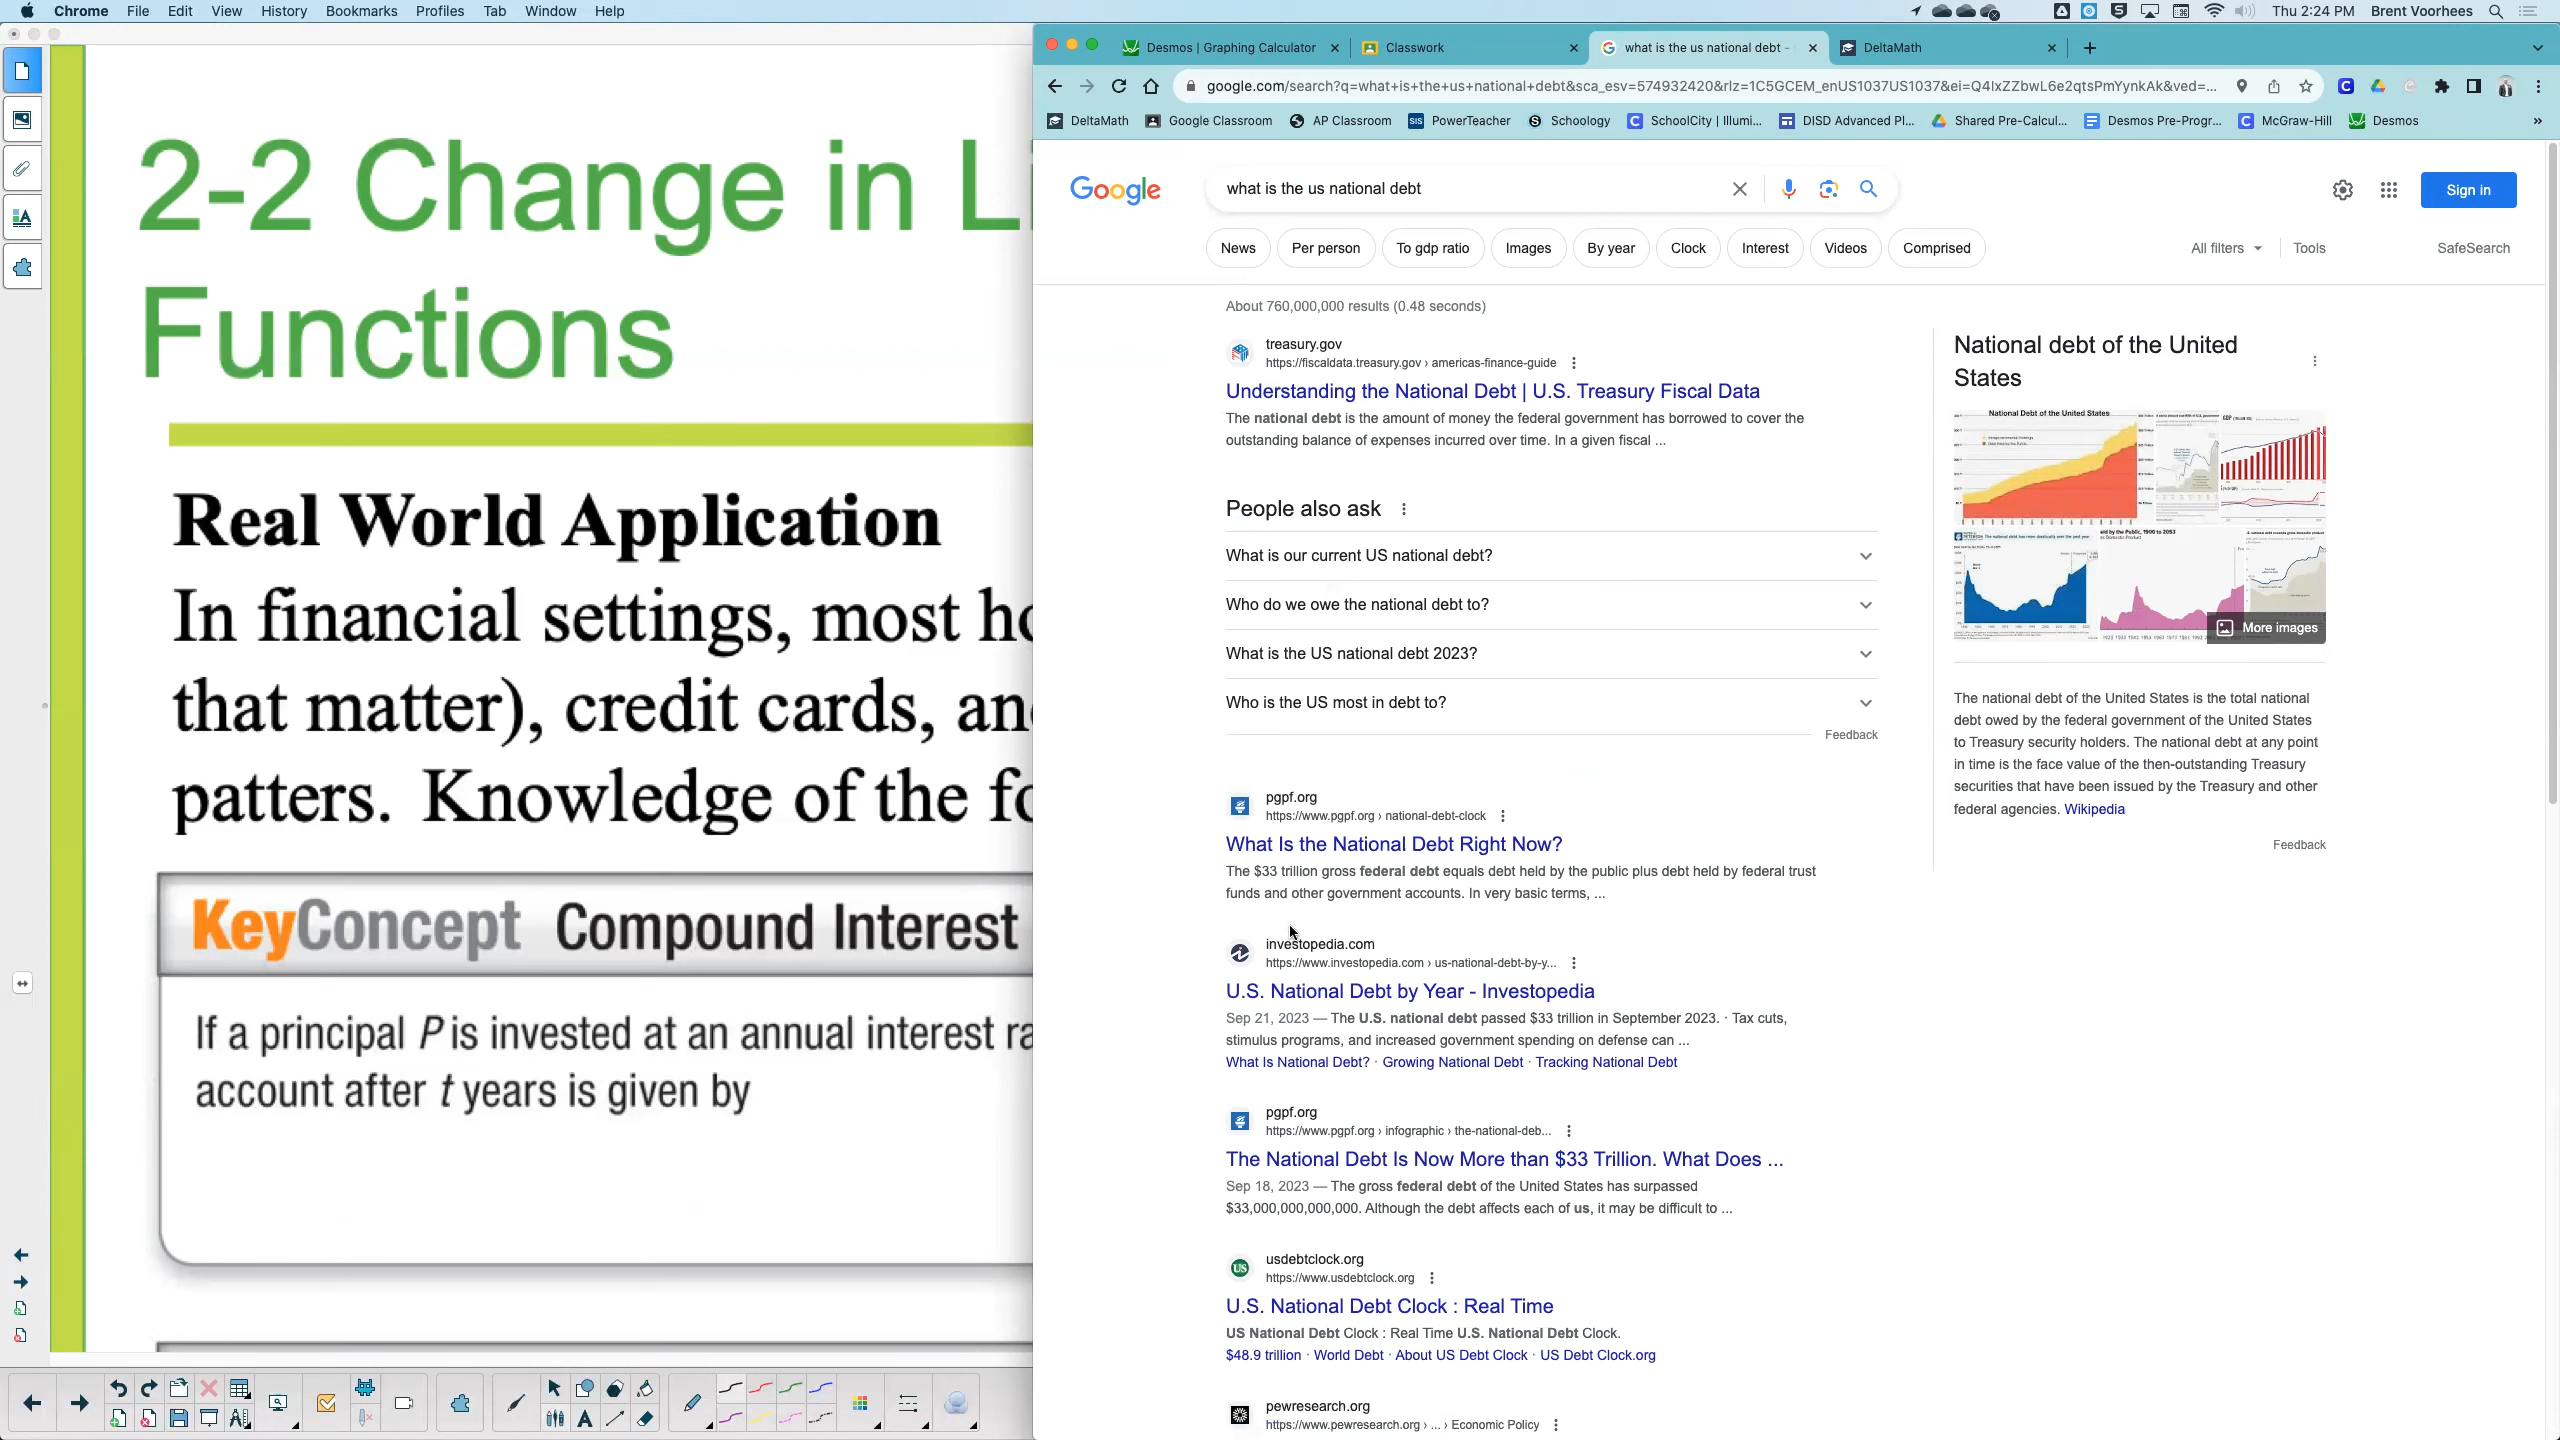 Chrome File Edit View History Bookmarks Profiles Tab Window Help
Thu 2:24 PM Brent Voorhees
2-2 Change in Li
Functions
Real World Application
In financial settings, most ho
that matter), credit cards, an
patters. Knowledge of the fo
KeyConcept Compound Interest
If a principal P is invested at an annual interest ra
account after t years is given by
Desmos | Graphing Calculator
Classwork
what is the us national debt -
DeltaMath
google.com/search?q=what+is+the+us+national+debt&sca_esv=574932420&rlz=1C5GCEM_enUS1037US1037&ei=Q4IxZZbwL6e2qtsPmYynkAk&ved=...
DeltaMath Google Classroom AP Classroom SIS PowerTeacher Schoology SchoolCity | Illumi... DISD Advanced Pl... Shared Pre-Calcul... Desmos Pre-Progr... McGraw-Hill Desmos »
Google
what is the us national debt
Sign in
News Per person To gdp ratio Images By year Clock Interest Videos Comprised
All filters Tools SafeSearch
About 760,000,000 results (0.48 seconds)
treasury.gov
https://fiscaldata.treasury.gov › americas-finance-guide
Understanding the National Debt | U.S. Treasury Fiscal Data
The national debt is the amount of money the federal government has borrowed to cover the
outstanding balance of expenses incurred over time. In a given fiscal ...
People also ask
What is our current US national debt?
Who do we owe the national debt to?
What is the US national debt 2023?
Who is the US most in debt to?
Feedback
pgpf.org
https://www.pgpf.org › national-debt-clock
What Is the National Debt Right Now?
The $33 trillion gross federal debt equals debt held by the public plus debt held by federal trust
funds and other government accounts. In very basic terms, ...
investopedia.com
https://www.investopedia.com › us-national-debt-by-y...
U.S. National Debt by Year - Investopedia
Sep 21, 2023 — The U.S. national debt passed $33 trillion in September 2023. · Tax cuts,
stimulus programs, and increased government spending on defense can ...
What Is National Debt? · Growing National Debt · Tracking National Debt
pgpf.org
https://www.pgpf.org › infographic › the-national-deb...
The National Debt Is Now More than $33 Trillion. What Does ...
Sep 18, 2023 — The gross federal debt of the United States has surpassed
$33,000,000,000,000. Although the debt affects each of us, it may be difficult to ...
US
usdebtclock.org
https://www.usdebtclock.org
U.S. National Debt Clock : Real Time
US National Debt Clock : Real Time U.S. National Debt Clock.
$48.9 trillion · World Debt · About US Debt Clock · US Debt Clock.org
pewresearch.org
https://www.pewresearch.org › ... › Economic Policy
National debt of the United
States
National Debt of the United States
More images
The national debt of the United States is the total national
debt owed by the federal government of the United States
to Treasury security holders. The national debt at any point
in time is the face value of the then-outstanding Treasury
securities that have been issued by the Treasury and other
federal agencies. Wikipedia
Feedback